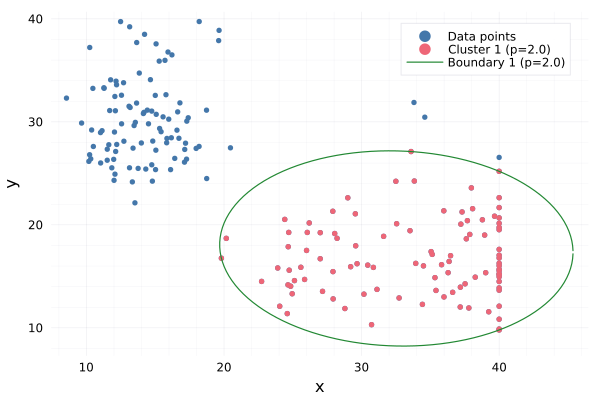 Data points
Cluster 1 (p=2.0)
Boundary 1 (p=2.0)
40
30
20
10
y
10 20 30 40
x